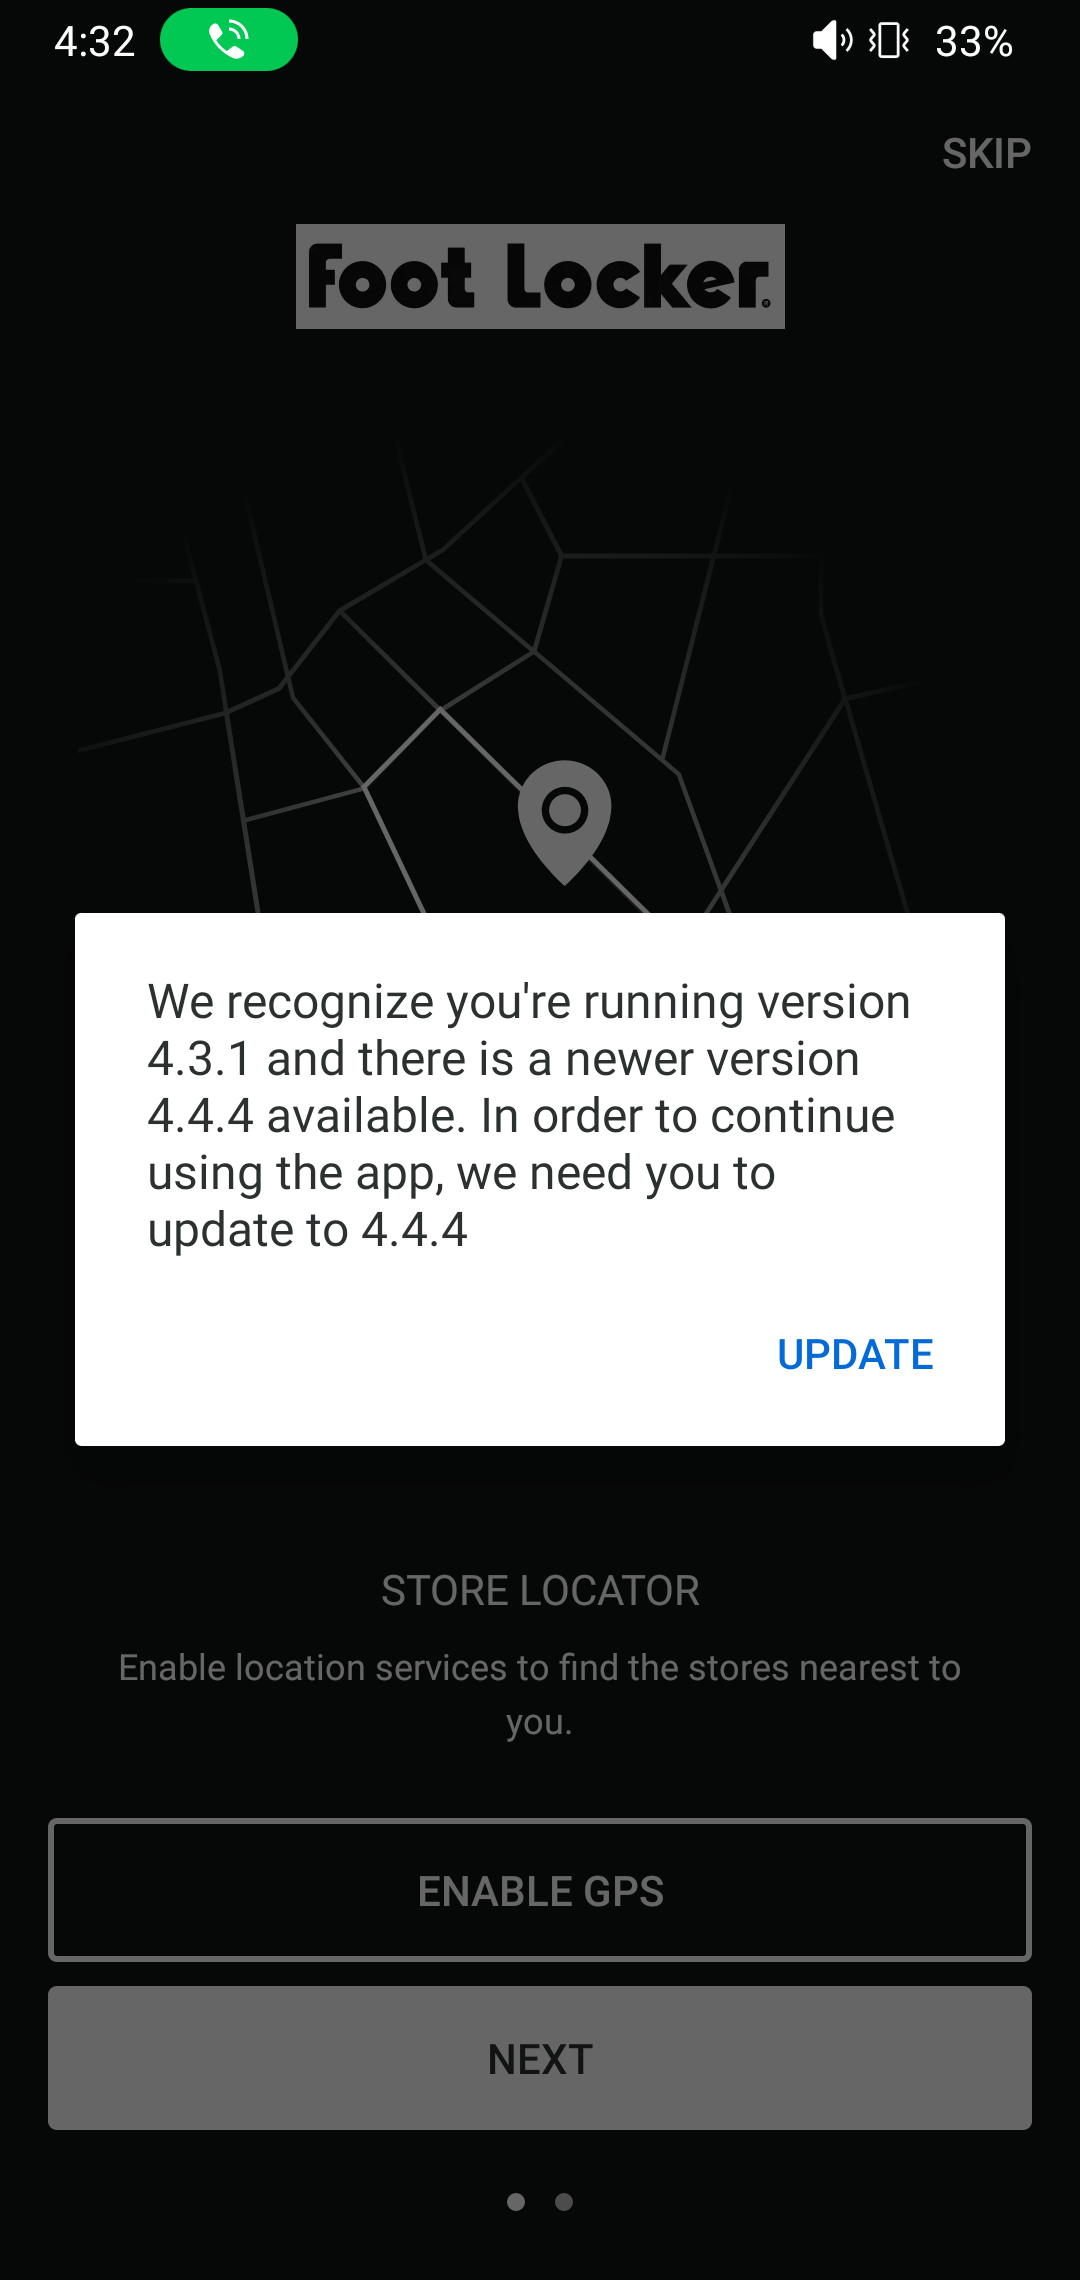 4:32
33%
SKIP
Foot Locker®
We recognize you're running version
4.3.1 and there is a newer version
4.4.4 available. In order to continue
using the app, we need you to
update to 4.4.4
UPDATE
STORE LOCATOR
Enable location services to find the stores nearest to
you.
ENABLE GPS
NEXT